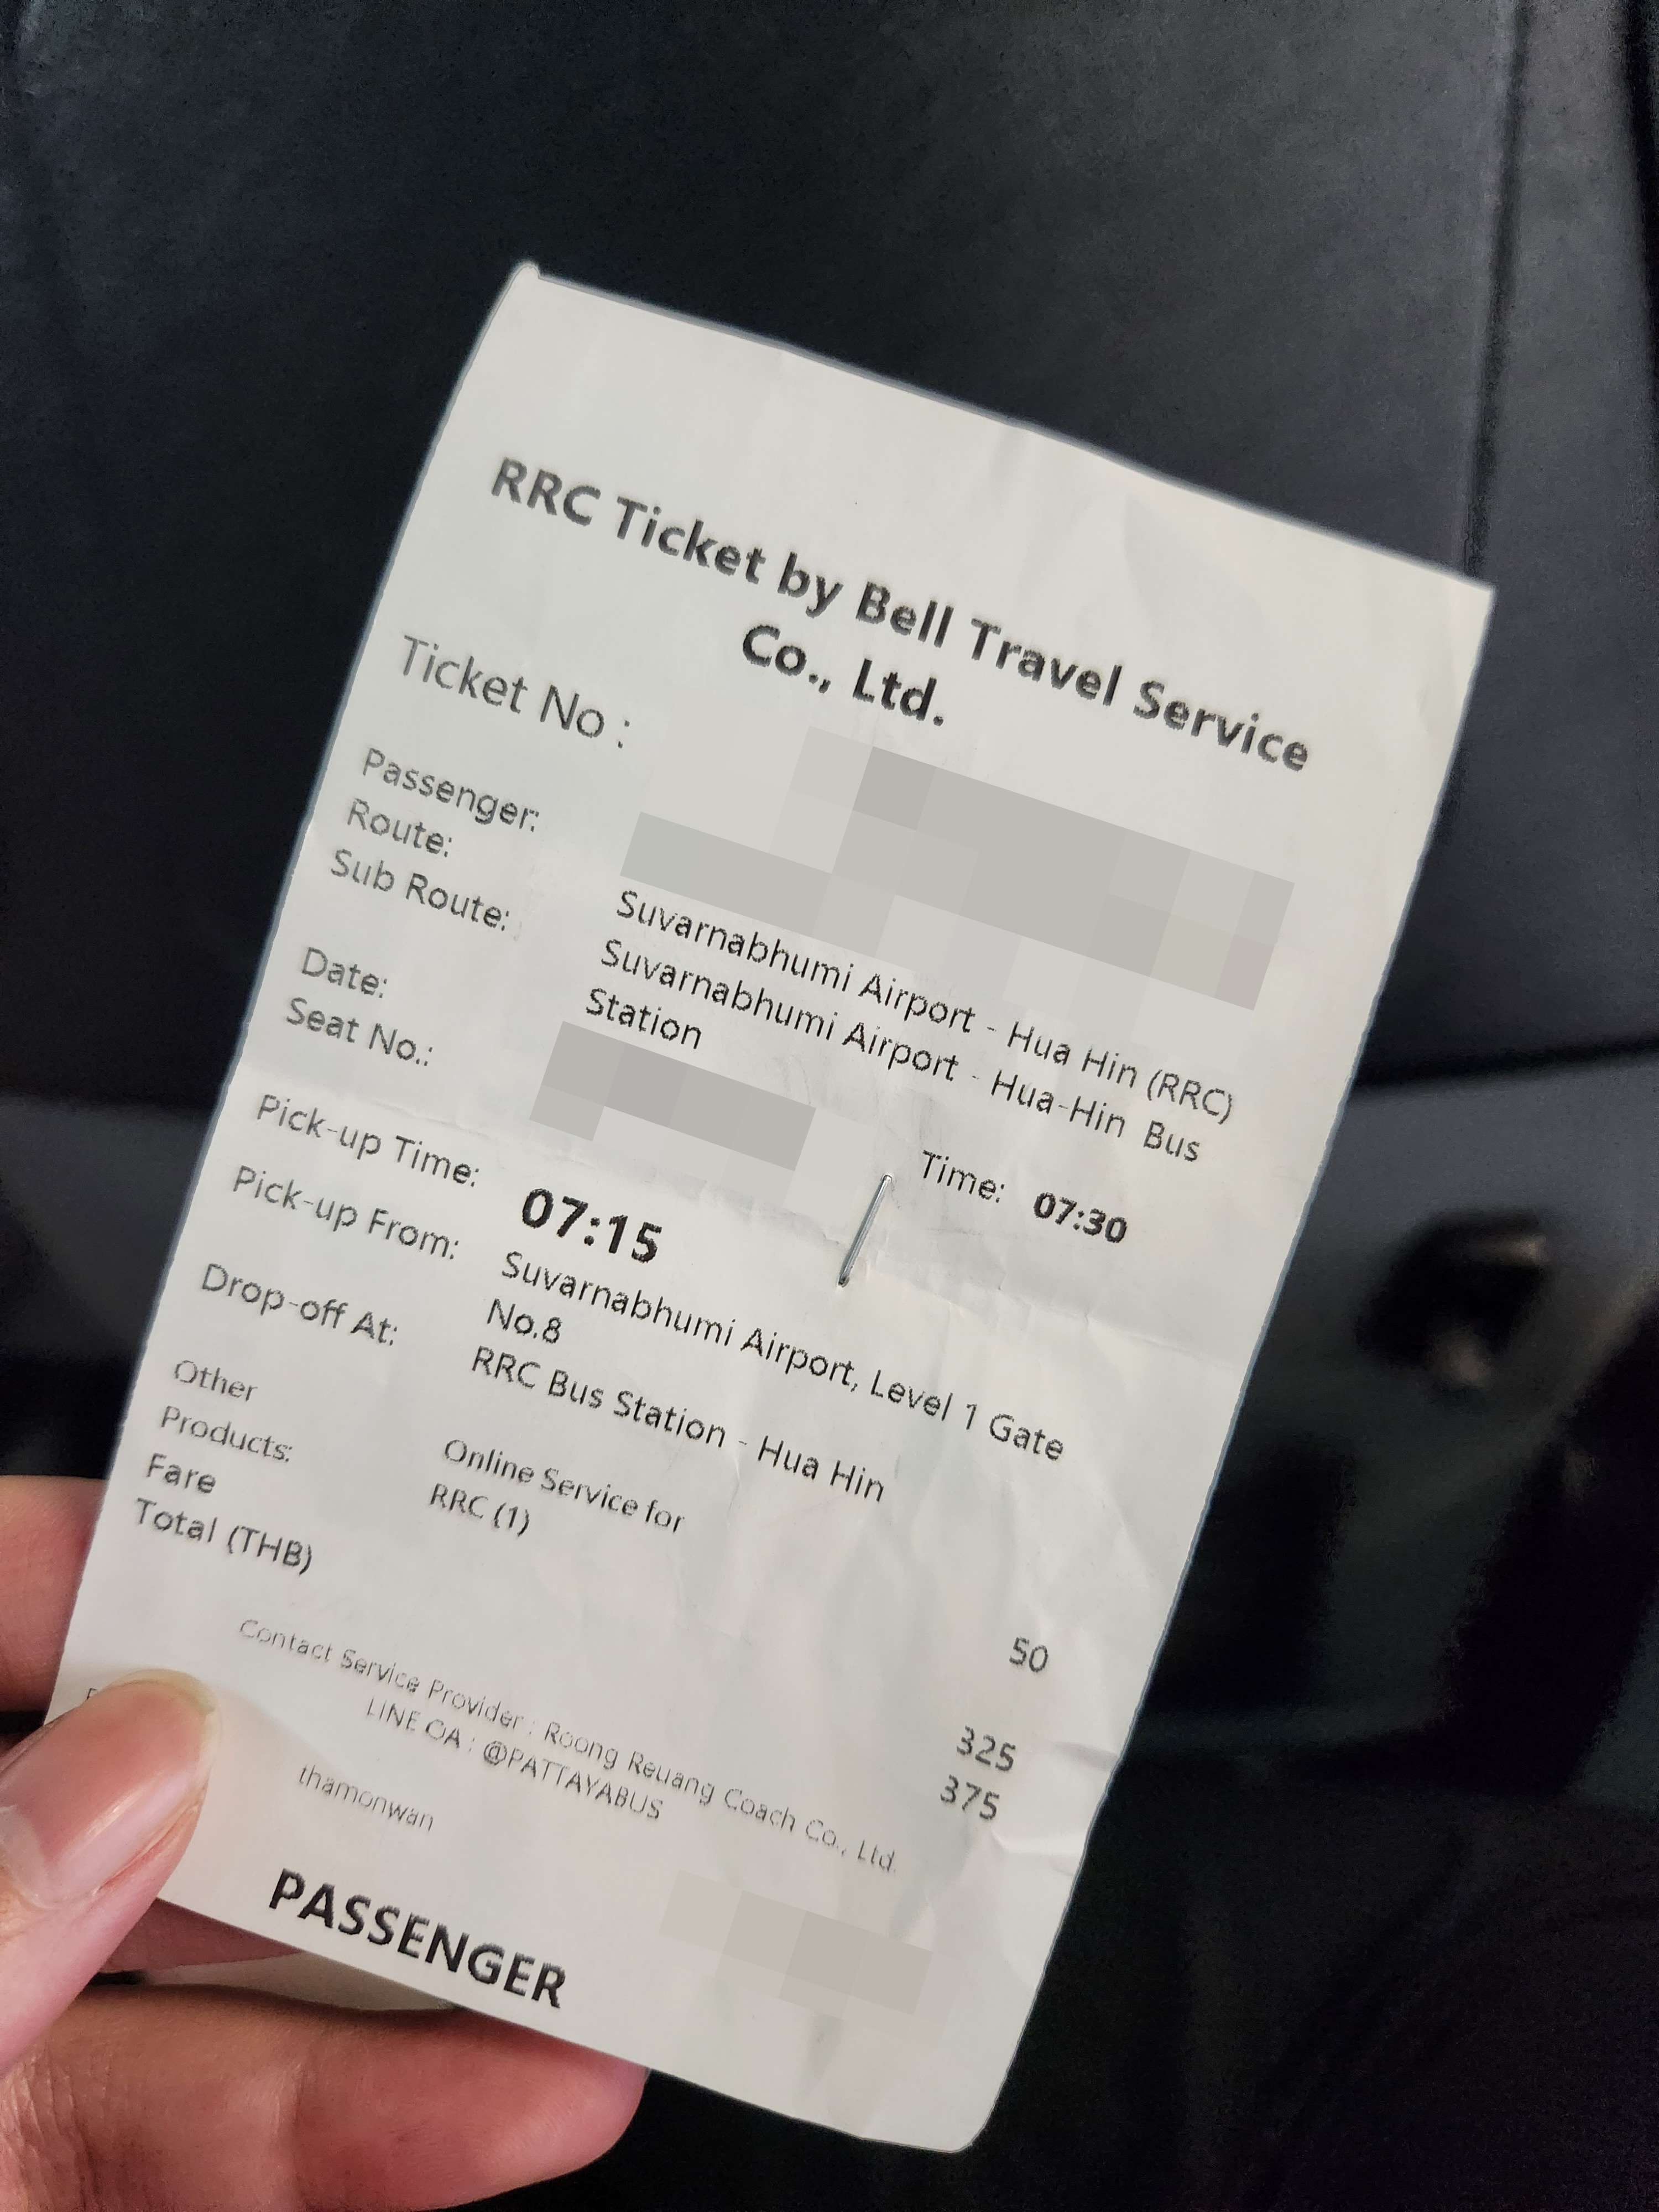 RRC Ticket by Bell Travel Service
Co., Ltd.
Ticket No :
Passenger:
Route: Suvarnabhumi Airport - Hua Hin (RRC)
Sub Route: Suvarnabhumi Airport - Hua-Hin Bus
Station
Date: Time: 07:30
Seat No.:
Pick-up Time: 07:15
Pick-up From: Suvarnabhumi Airport, Level 1 Gate
No.8
Drop-off At: RRC Bus Station - Hua Hin
Other Online Service for
Products: RRC (1) 50
Fare 325
Total (THB) 375
Contact Service Provider : Roong Reuang Coach Co., Ltd.
LINE OA : @PATTAYABUS
thamonwan
PASSENGER